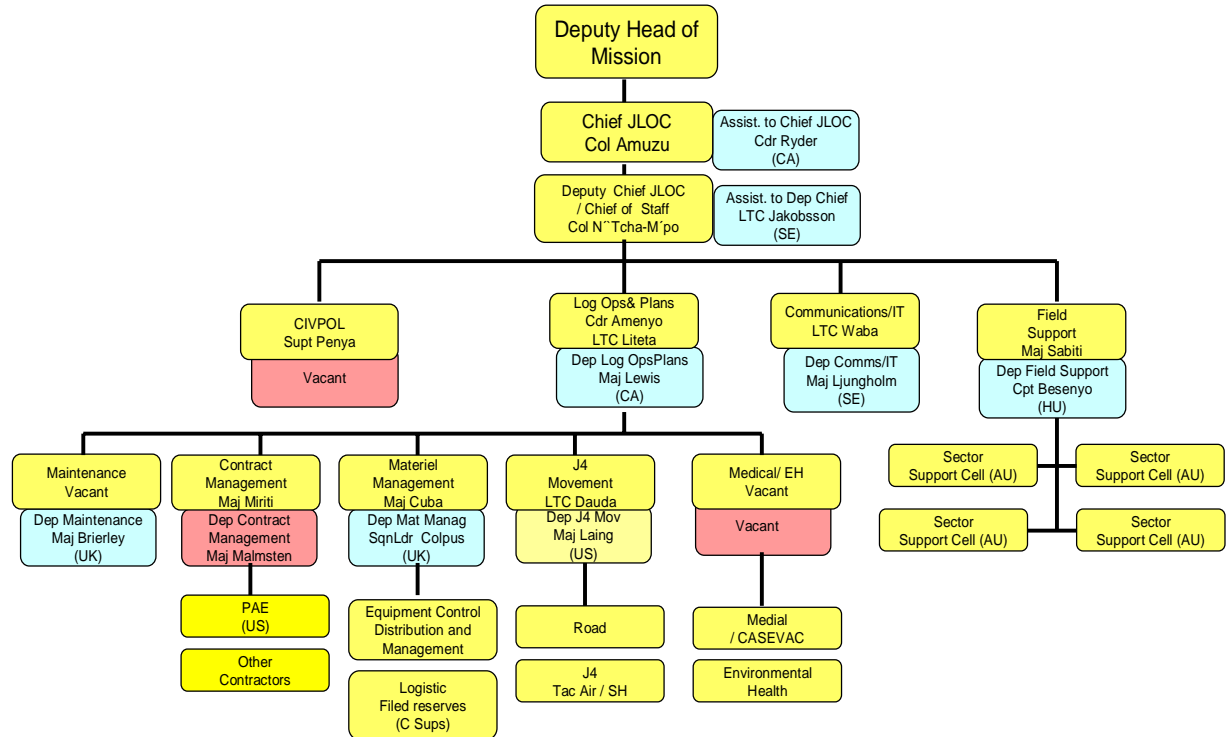 Deputy Head of
Mission
Chief JLOC
Col Amuzu
Assist. to Chief JLOC
Cdr Ryder
(CA)
Deputy Chief JLOC
/ Chief of Staff
Col N¨Tcha-M´po
Assist. to Dep Chief
LTC Jakobsson
(SE)
CIVPOL
Supt Penya
Vacant
Log Ops& Plans
Cdr Amenyo
LTC Liteta
Dep Log OpsPlans
Maj Lewis
(CA)
Communications/IT
LTC Waba
Dep Comms/IT
Maj Ljungholm
(SE)
Field
Support
Maj Sabiti
Dep Field Support
Cpt Besenyo
(HU)
Maintenance
Vacant
Dep Maintenance
Maj Brierley
(UK)
Contract
Management
Maj Miriti
Dep Contract
Management
Maj Malmsten
Materiel
Management
Maj Cuba
Dep Mat Manag
SqnLdr Colpus
(UK)
J4
Movement
LTC Dauda
Dep J4 Mov
Maj Laing
(US)
Medical/ EH
Vacant
Vacant
Sector
Support Cell (AU)
Sector
Support Cell (AU)
Sector
Support Cell (AU)
Sector
Support Cell (AU)
PAE
(US)
Other
Contractors
Equipment Control
Distribution and
Management
Logistic
Filed reserves
(C Sups)
Road
J4
Tac Air / SH
Medial
/ CASEVAC
Environmental
Health